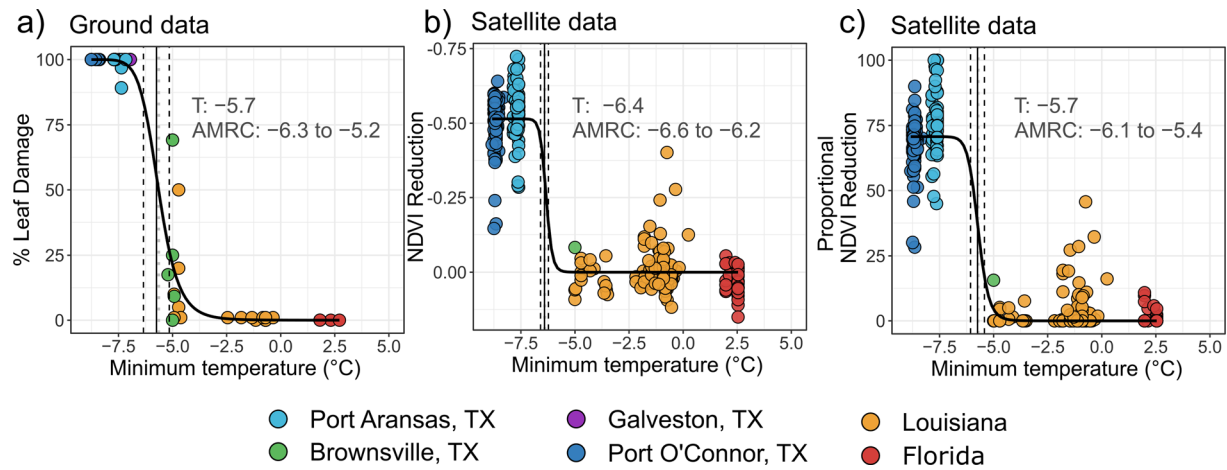 a) Ground data
% Leaf Damage
100
75
50
25
0
T: −5.7
AMRC: −6.3 to −5.2
−7.5 −5.0 −2.5 0.0 2.5 5.0
Minimum temperature (°C)
b) Satellite data
NDVI Reduction
-0.75
-0.50
-0.25
0.00
T: −6.4
AMRC: −6.6 to −6.2
−7.5 −5.0 −2.5 0.0 2.5 5.0
Minimum temperature (°C)
c) Satellite data
Proportional
NDVI Reduction
100
75
50
25
0
T: −5.7
AMRC: −6.1 to −5.4
−7.5 −5.0 −2.5 0.0 2.5 5.0
Minimum temperature (°C)
Port Aransas, TX
Brownsville, TX
Galveston, TX
Port O'Connor, TX
Louisiana
Florida